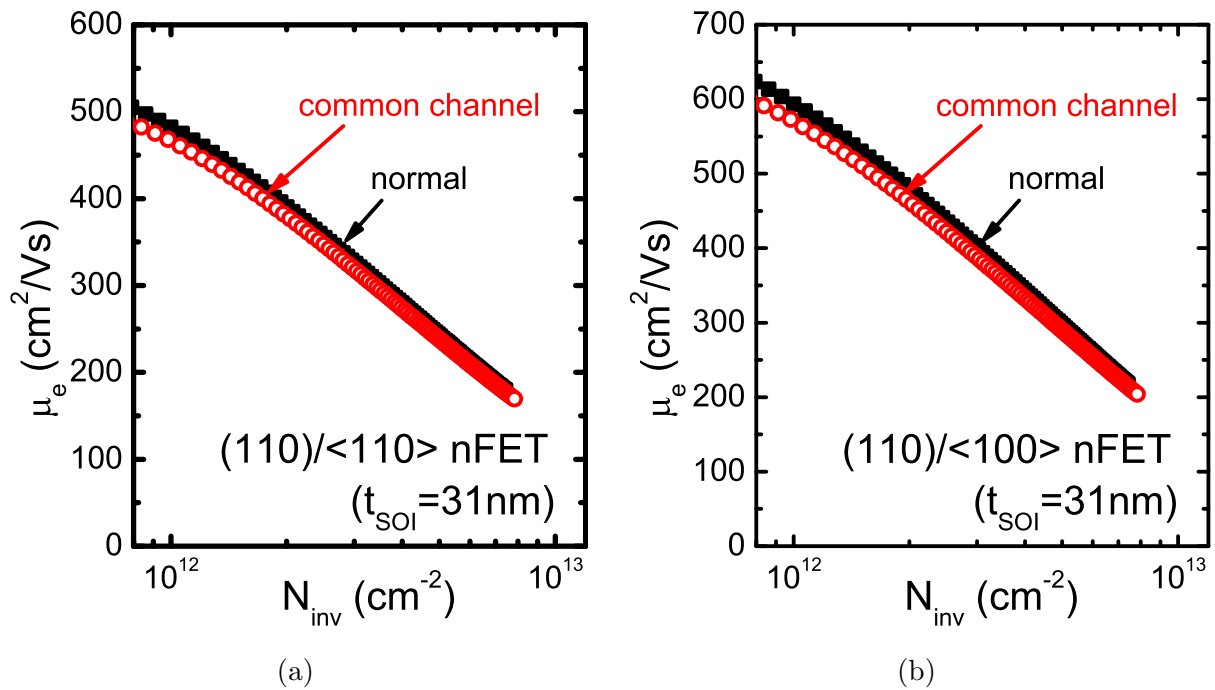 600
500
400
300
200
100
0
μe (cm2/Vs)
common channel
normal
(110)/<110> nFET
(tSOI=31nm)
10^12
10^13
Ninv (cm-2)
(a)
700
600
500
400
300
200
100
0
μe (cm2/Vs)
common channel
normal
(110)/<100> nFET
(tSOI=31nm)
10^12
10^13
Ninv (cm-2)
(b)